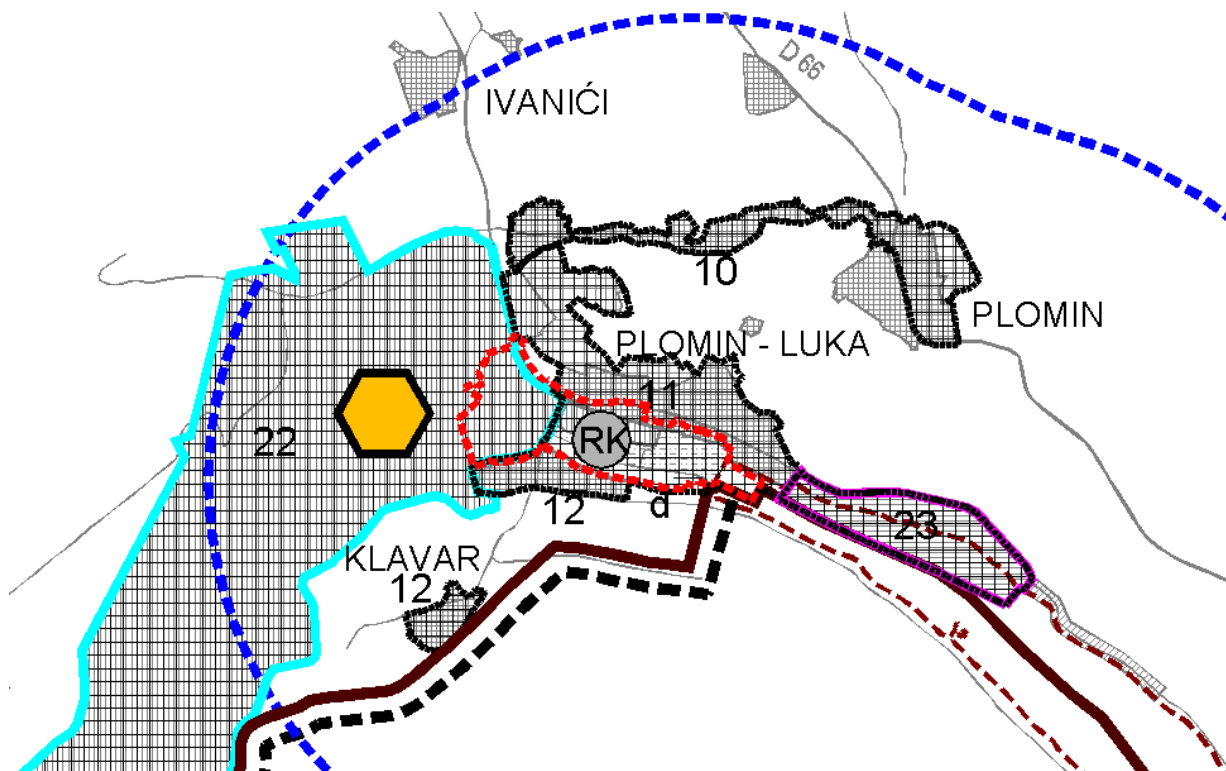 D 66
IVANIĆI
10
PLOMIN
PLOMIN - LUKA
11
22
RK
12
d
23
KLAVAR
12